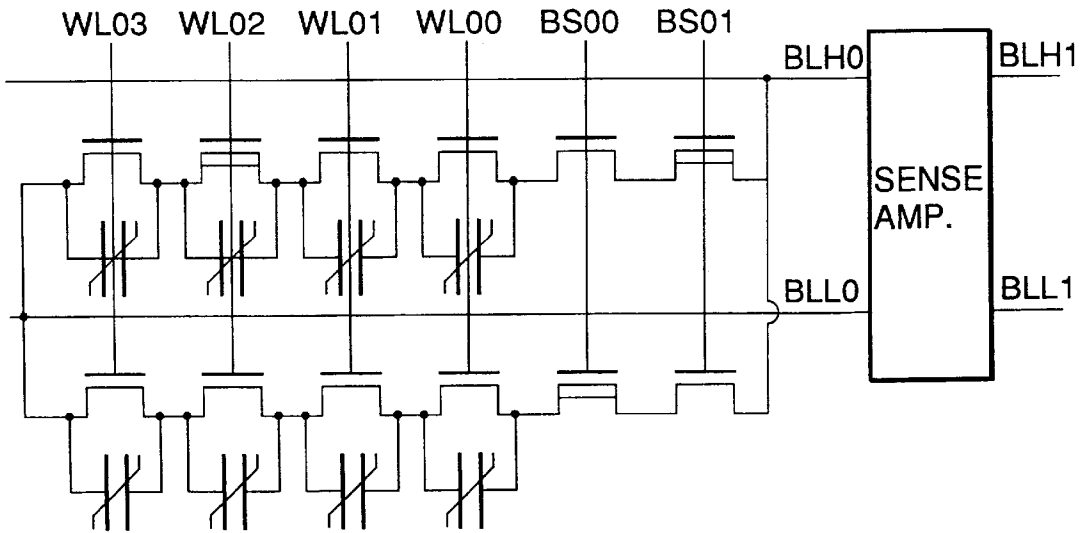 WL03 WL02 WL01 WL00 BS00 BS01
BLH0 BLH1
SENSE
AMP.
BLL0 BLL1